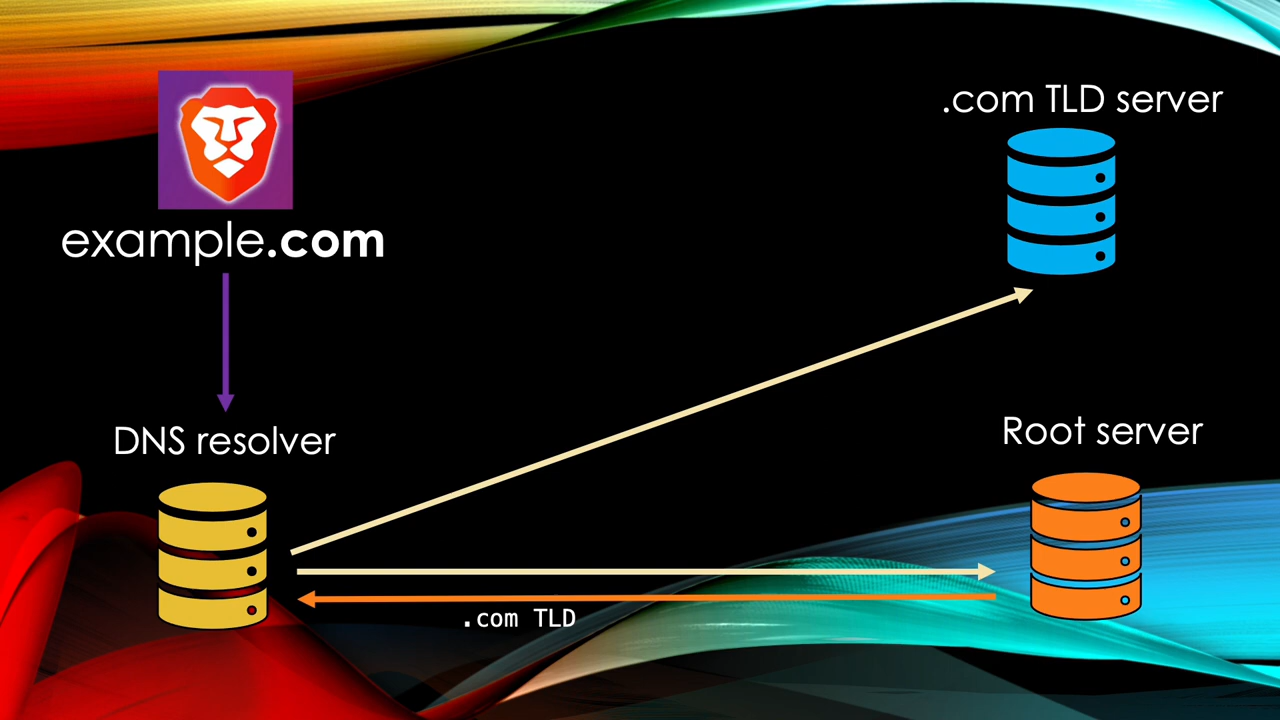 .com TLD server
example.com
DNS resolver
Root server
.com TLD